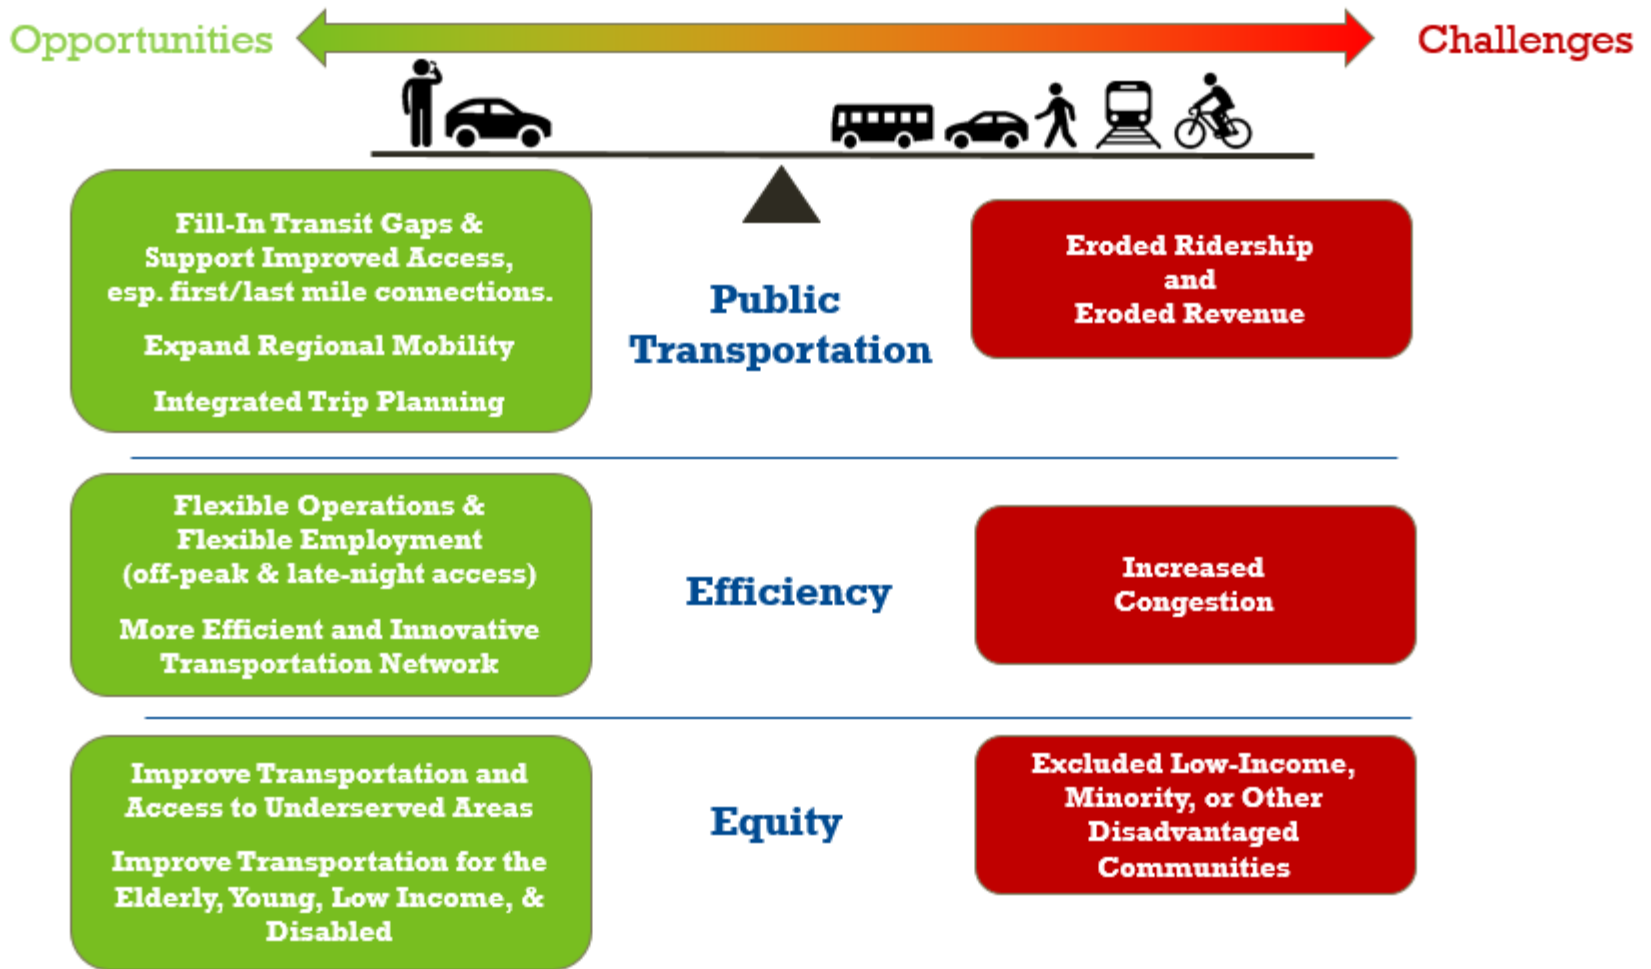 Opportunities
Challenges
Fill-In Transit Gaps &
Support Improved Access,
esp. first/last mile connections.
Expand Regional Mobility
Integrated Trip Planning
Public
Transportation
Eroded Ridership
and
Eroded Revenue
Flexible Operations &
Flexible Employment
(off-peak & late-night access)
More Efficient and Innovative
Transportation Network
Efficiency
Increased
Congestion
Improve Transportation and
Access to Underserved Areas
Improve Transportation for the
Elderly, Young, Low Income, &
Disabled
Equity
Excluded Low-Income,
Minority, or Other
Disadvantaged
Communities